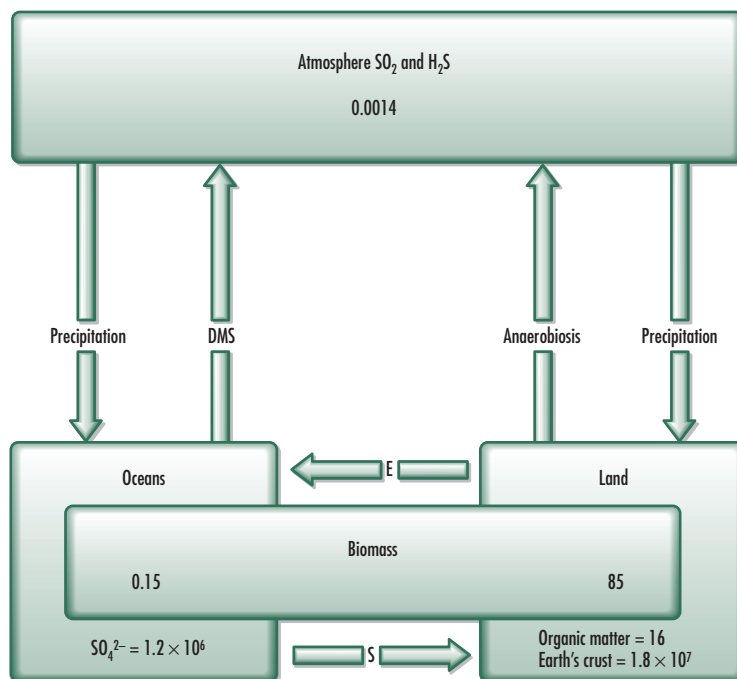 Atmosphere SO₂ and H₂S
0.0014
Precipitation
DMS
Anaerobiosis
Precipitation
Oceans
E
Land
Biomass
0.15
85
SO₄²⁻ = 1.2 × 10⁶
S
Organic matter = 16
Earth's crust = 1.8 × 10⁷